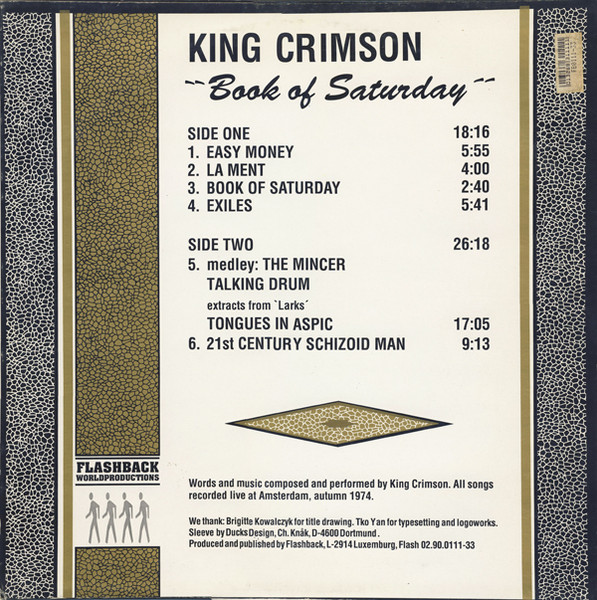 KING CRIMSON
"Book of Saturday"
SIDE ONE 18:16
1. EASY MONEY 5:55
2. LA MENT 4:00
3. BOOK OF SATURDAY 2:40
4. EXILES 5:41
SIDE TWO 26:18
5. medley: THE MINCER
TALKING DRUM
extracts from `Larks´
TONGUES IN ASPIC 17:05
6. 21st CENTURY SCHIZOID MAN 9:13
FLASHBACK
WORLDPRODUCTIONS
Words and music composed and performed by King Crimson. All songs
recorded live at Amsterdam, autumn 1974.
We thank: Brigitte Kowalczyk for title drawing. Tko Yan for typesetting and logoworks.
Sleeve by Ducks Design, Ch. Knák, D-4600 Dortmund.
Produced and published by Flashback, L-2914 Luxemburg, Flash 02.90.0111-33